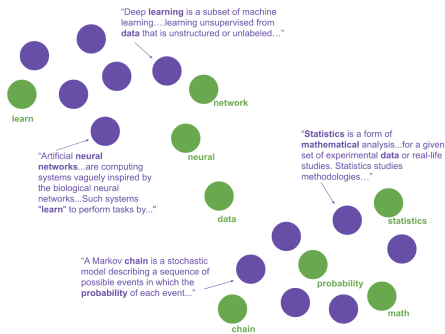 “Deep learning is a subset of machine
learning….learning unsupervised from
data that is unstructured or unlabeled…”
network
learn
neural
“Artificial neural
networks...are computing
systems vaguely inspired by
the biological neural
networks...Such systems
"learn" to perform tasks by..."
“Statistics is a form of
mathematical analysis...for a given
set of experimental data or real-life
studies. Statistics studies
methodologies…”
data
statistics
“A Markov chain is a stochastic
model describing a sequence of
possible events in which the
probability of each event..."
probability
math
chain